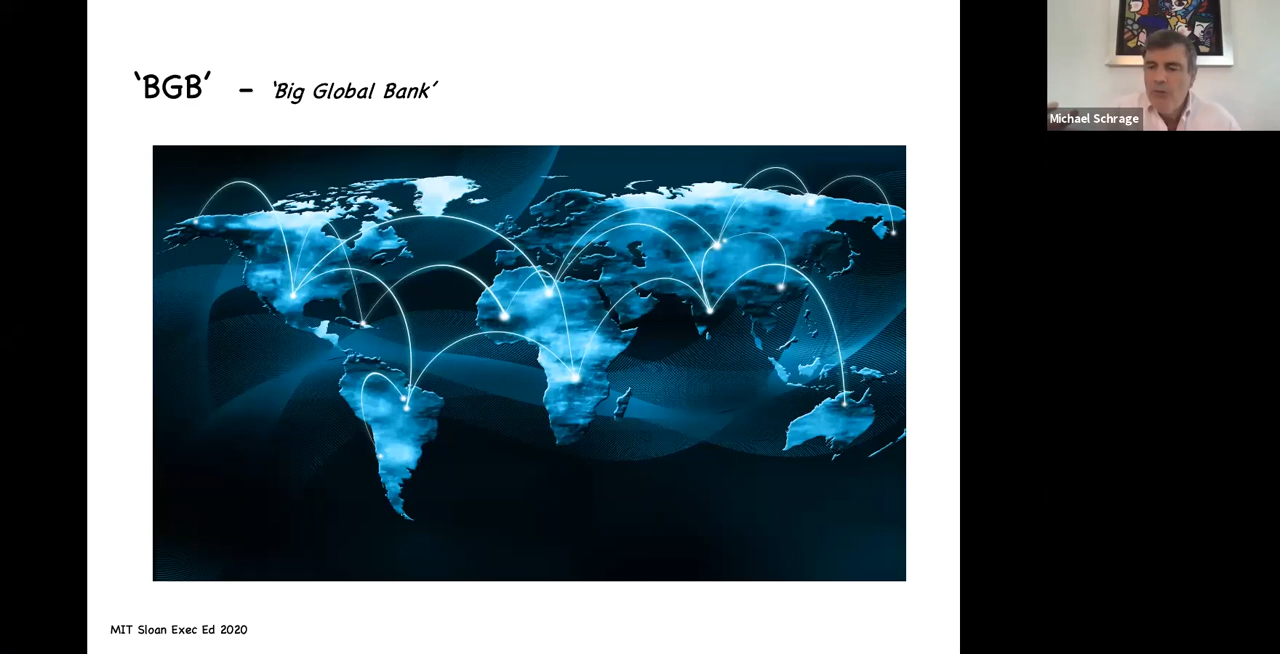 ‘BGB’ – ‘Big Global Bank’
Michael Schrage
MIT Sloan Exec Ed 2020